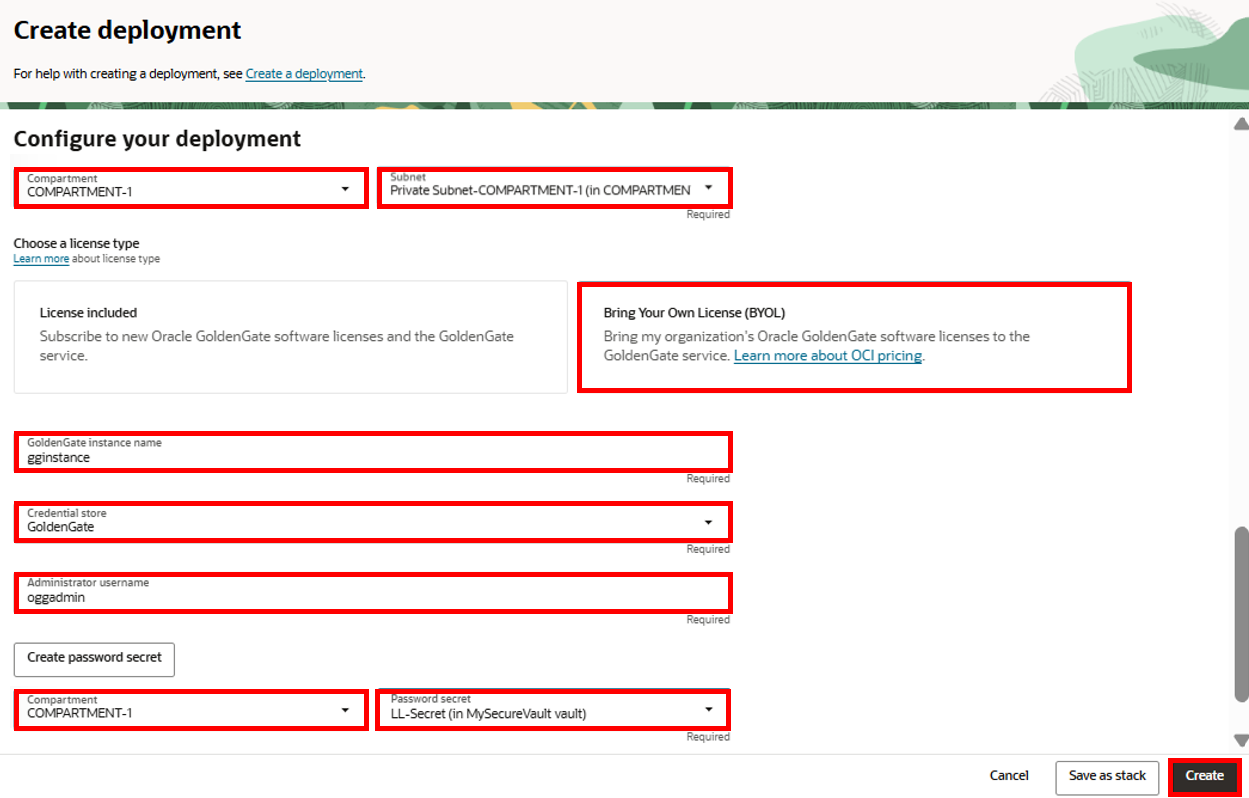 Create deployment
For help with creating a deployment, see Create a deployment.
Configure your deployment
Compartment
COMPARTMENT-1
Subnet
Private Subnet-COMPARTMENT-1 (in COMPARTMEN
Required
Choose a license type
Learn more about license type
License included
Subscribe to new Oracle GoldenGate software licenses and the GoldenGate
service.
Bring Your Own License (BYOL)
Bring my organization's Oracle GoldenGate software licenses to the
GoldenGate service. Learn more about OCI pricing.
GoldenGate instance name
gginstance
Required
Credential store
GoldenGate
Required
Administrator username
oggadmin
Required
Create password secret
Compartment
COMPARTMENT-1
Password secret
LL-Secret (in MySecureVault vault)
Required
Cancel
Save as stack
Create